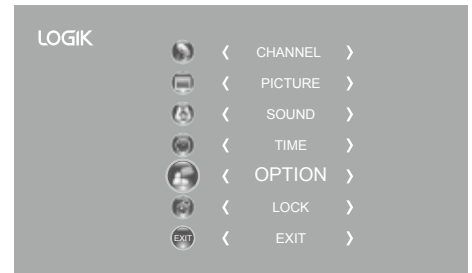 LOGIK
CHANNEL
PICTURE
SOUND
TIME
OPTION
LOCK
EXIT EXIT